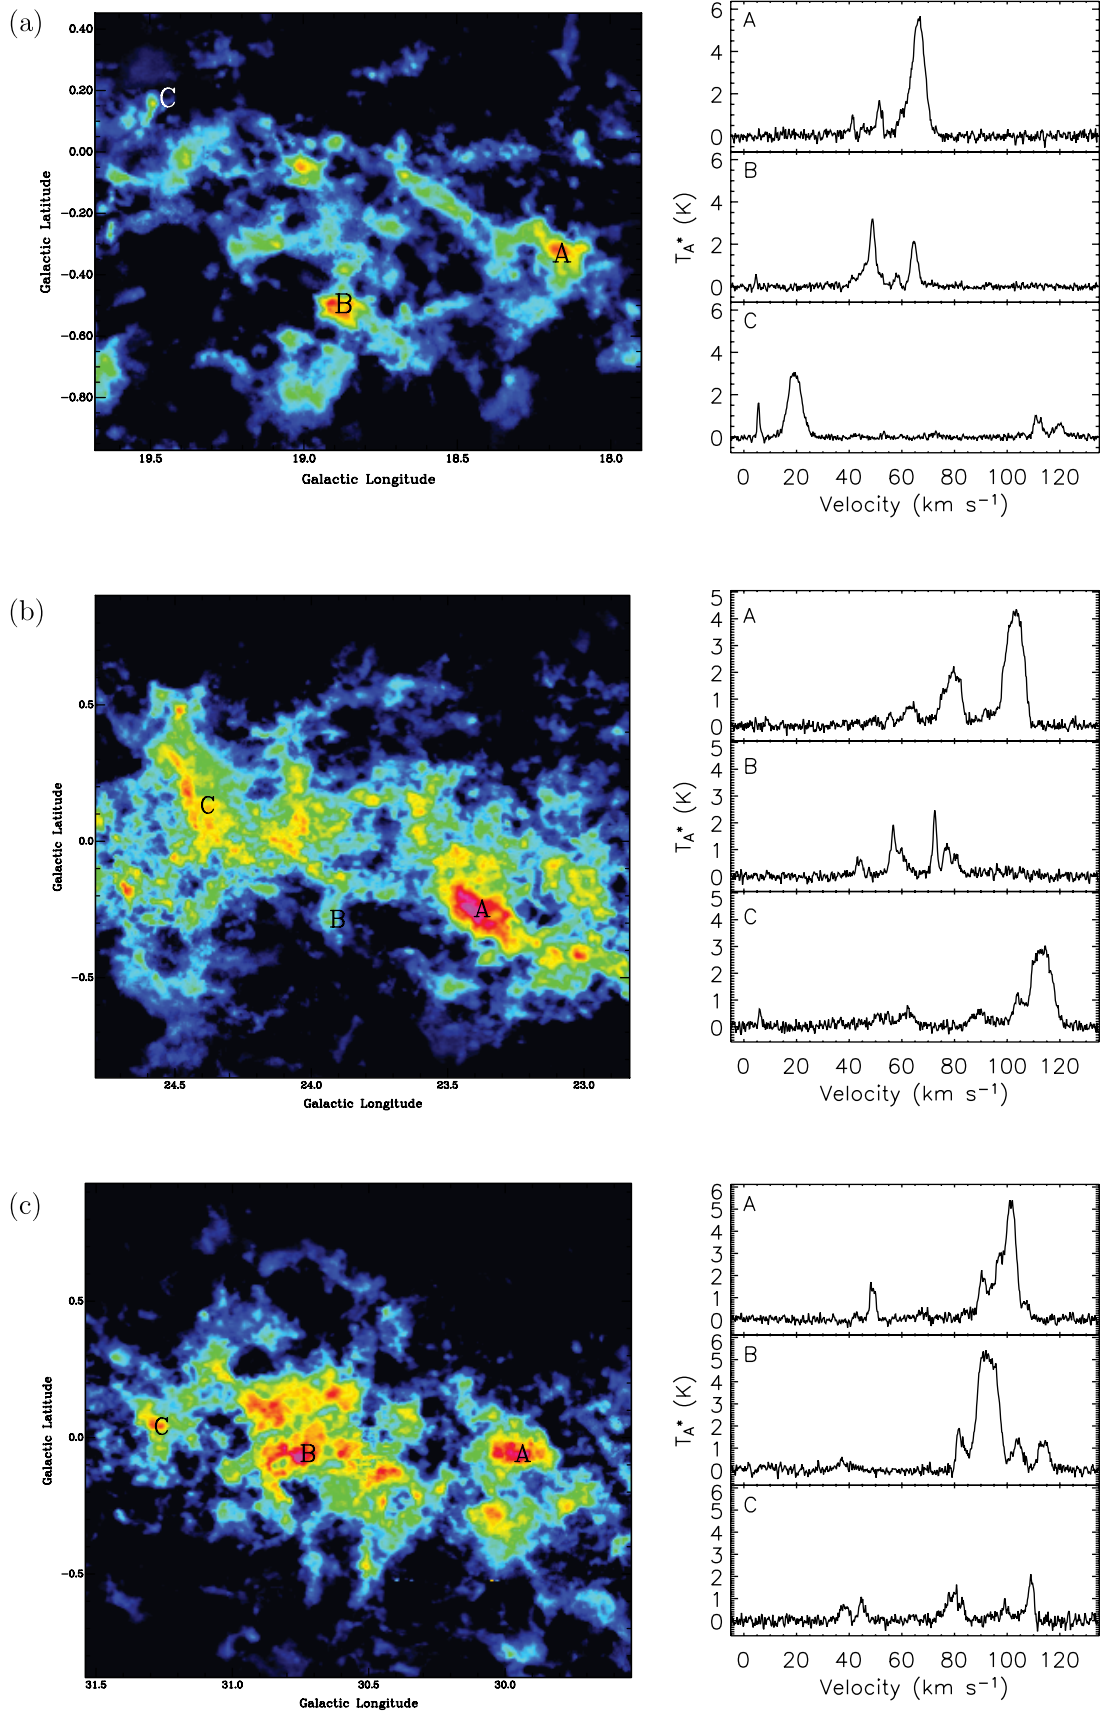 (a)
0.40
0.20
0.00
−0.20
−0.40
−0.60
−0.80
Galactic Latitude
C
A
B
19.5 19.0 18.5 18.0
Galactic Longitude
A
6
4
2
0
B
6
4
2
0
C
6
4
2
0
T_A* (K)
0 20 40 60 80 100 120
Velocity (km s⁻¹)
(b)
0.5
0.0
−0.5
Galactic Latitude
C
B
A
24.5 24.0 23.5 23.0
Galactic Longitude
A
5
4
3
2
1
0
B
5
4
3
2
1
0
C
5
4
3
2
1
0
T_A* (K)
0 20 40 60 80 100 120
Velocity (km s⁻¹)
(c)
0.5
0.0
−0.5
Galactic Latitude
C
B
A
31.5 31.0 30.5 30.0
Galactic Longitude
A
6
5
4
3
2
1
0
B
6
5
4
3
2
1
0
C
6
5
4
3
2
1
0
T_A* (K)
0 20 40 60 80 100 120
Velocity (km s⁻¹)